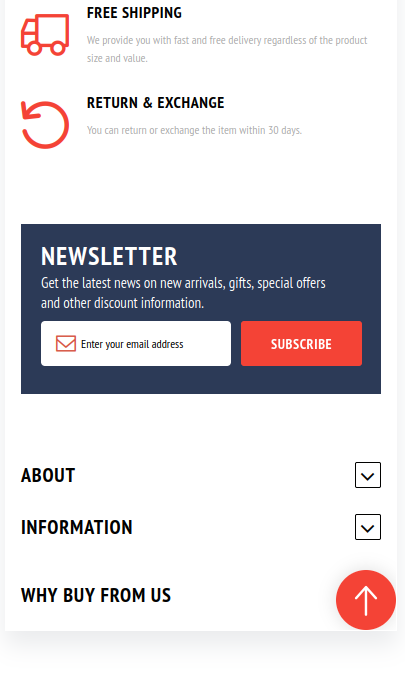 FREE SHIPPING
We provide you with fast and free delivery regardless of the product
size and value.
RETURN & EXCHANGE
You can return or exchange the item within 30 days.
NEWSLETTER
Get the latest news on new arrivals, gifts, special offers
and other discount information.
Enter your email address
SUBSCRIBE
ABOUT
INFORMATION
WHY BUY FROM US